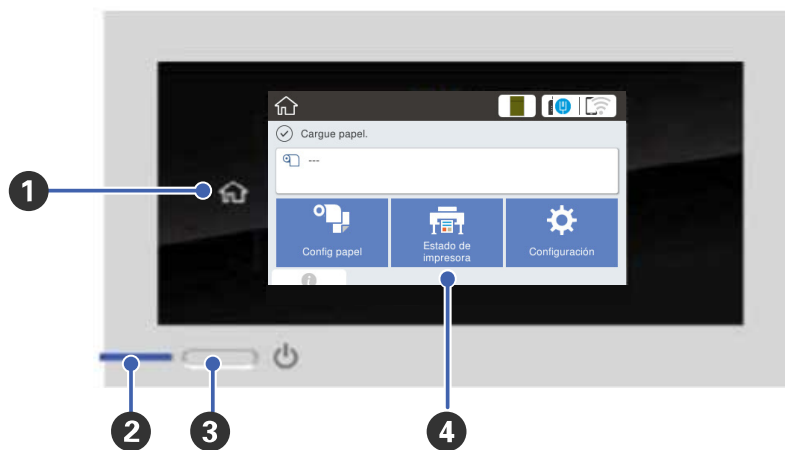 Cargue papel.
---
Config papel
Estado de
impresora
Configuración
1
2
3
4